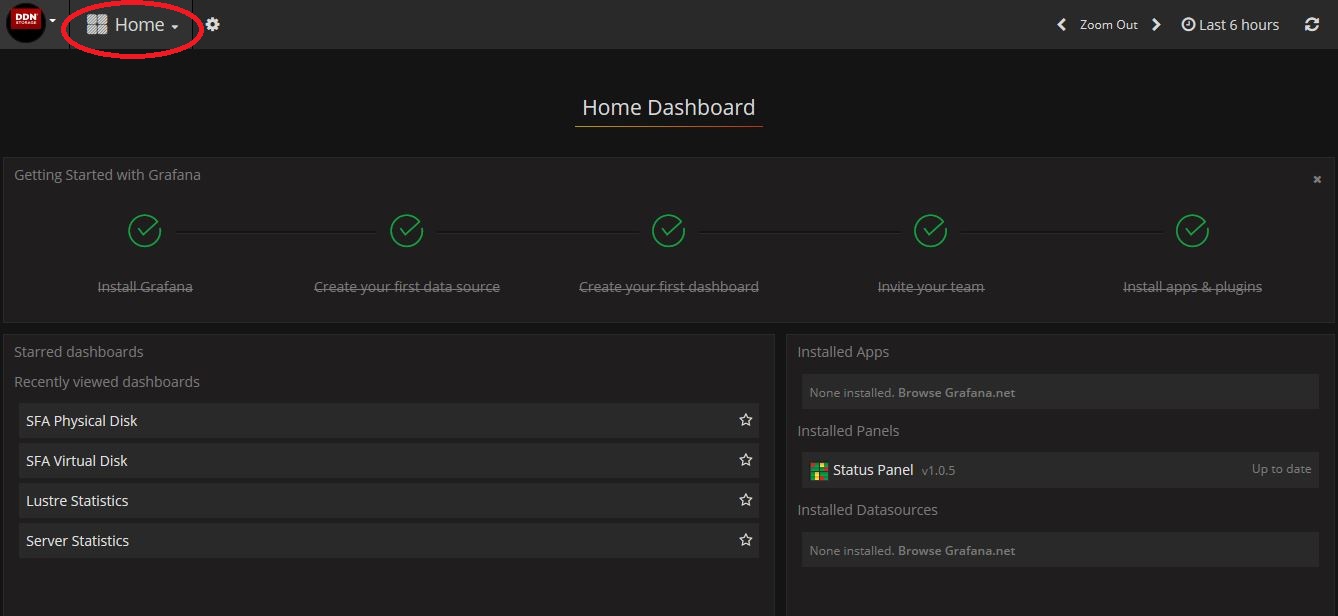 DDN
STORAGE
Home
Zoom Out
Last 6 hours
Home Dashboard
Getting Started with Grafana
Install Grafana
Create your first data source
Create your first dashboard
Invite your team
Install apps & plugins
Starred dashboards
Recently viewed dashboards
SFA Physical Disk
SFA Virtual Disk
Lustre Statistics
Server Statistics
Installed Apps
None installed. Browse Grafana.net
Installed Panels
Status Panel v1.0.5 Up to date
Installed Datasources
None installed. Browse Grafana.net